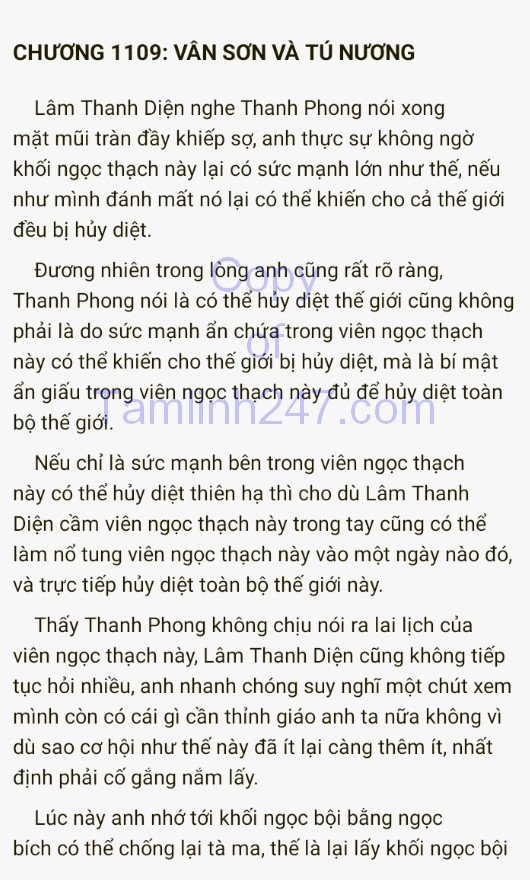 CHƯƠNG 1109: VÂN SƠN VÀ TÚ NƯƠNG
Lâm Thanh Diện nghe Thanh Phong nói xong
mặt mũi tràn đầy khiếp sợ, anh thực sự không ngờ
khối ngọc thạch này lại có sức mạnh lớn như thế, nếu
như mình đánh mất nó lại có thể khiến cho cả thế giới
đều bị hủy diệt.
Đương nhiên trong lòng anh cũng rất rõ ràng,
Thanh Phong nói là có thể hủy diệt thế giới cũng không
phải là do sức mạnh ẩn chứa trong viên ngọc thạch
này có thể khiến cho thế giới bị hủy diệt, mà là bí mật
ẩn giấu trong viên ngọc thạch này đủ để hủy diệt toàn
bộ thế giới.
Copy
of
Tamlinh247.com
Nếu chỉ là sức mạnh bên trong viên ngọc thạch
này có thể hủy diệt thiên hạ thì cho dù Lâm Thanh
Diện cầm viên ngọc thạch này trong tay cũng có thể
làm nổ tung viên ngọc thạch này vào một ngày nào đó,
và trực tiếp hủy diệt toàn bộ thế giới này.
Thấy Thanh Phong không chịu nói ra lai lịch của
viên ngọc thạch này, Lâm Thanh Diện cũng không tiếp
tục hỏi nhiều, anh nhanh chóng suy nghĩ một chút xem
mình còn có cái gì cần thỉnh giáo anh ta nữa không vì
dù sao cơ hội như thế này đã ít lại càng thêm ít, nhất
định phải cố gắng nắm lấy.
Lúc này anh nhớ tới khối ngọc bội bằng ngọc
bích có thể chống lại tà ma, thế là lại lấy khối ngọc bội